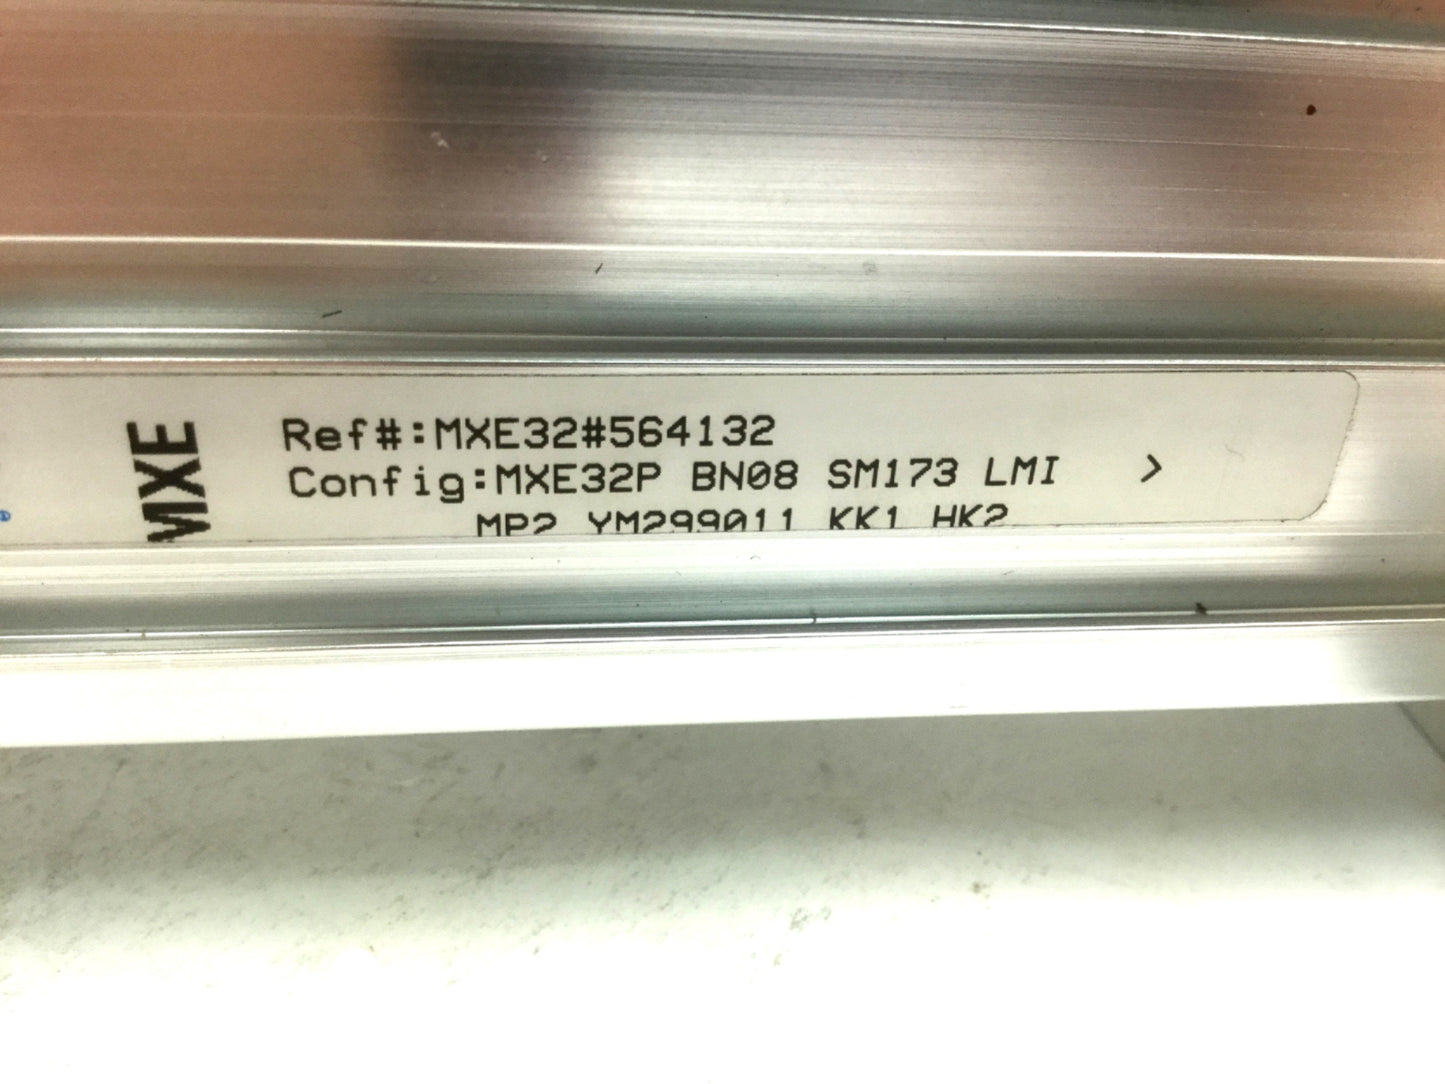 MXE
Ref#:MXE32#564132
Config:MXE32P BN08 SM173 LMI >
MP2 YM299011 KK1 HK2